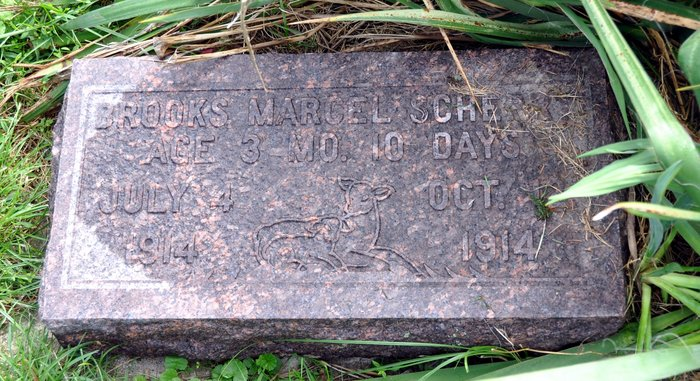 BROOKS MARCEL
AGE 3 MO. 10 DAYS
JULY 4 OCT.
1914 1914